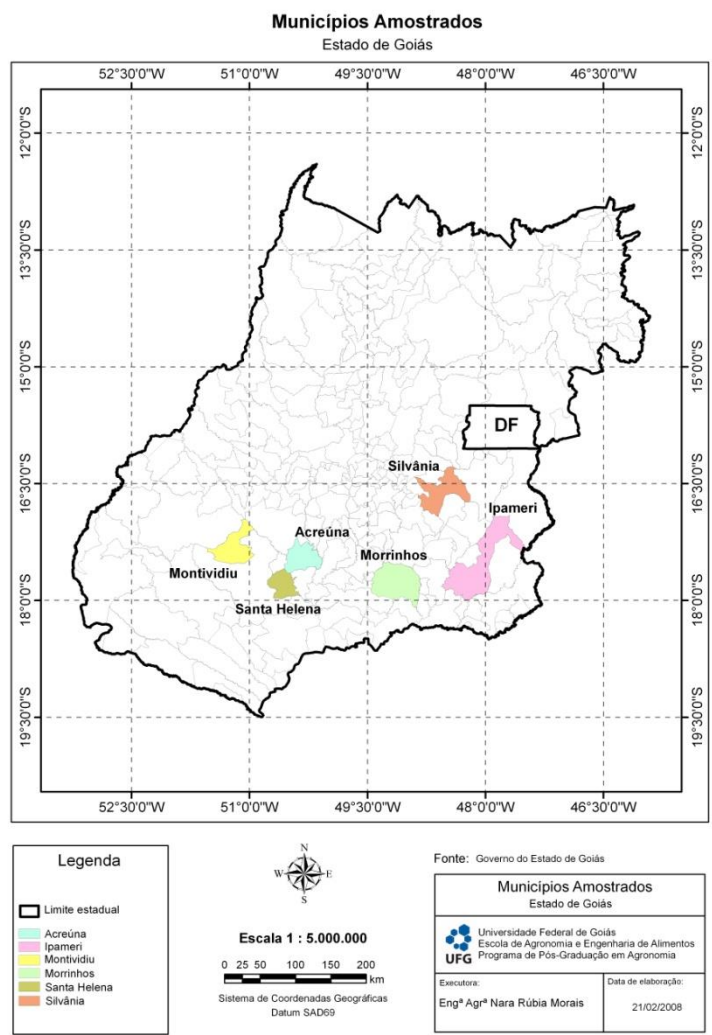 Municípios Amostrados
Estado de Goiás
52°30'0"W 51°0'0"W 49°30'0"W 48°0'0"W 46°30'0"W
12°0'0"S 12°0'0"S
13°30'0"S 13°30'0"S
15°0'0"S 15°0'0"S
DF
Silvânia
16°30'0"S 16°30'0"S
Ipameri
Acreúna
Morrinhos
Montividiu
Santa Helena
18°0'0"S 18°0'0"S
19°30'0"S 19°30'0"S
52°30'0"W 51°0'0"W 49°30'0"W 48°0'0"W 46°30'0"W
Legenda
Limite estadual
Acreúna
Ipameri
Montividiu
Morrinhos
Santa Helena
Silvânia
N
W E
S
Escala 1 : 5.000.000
0 25 50 100 150 200
km
Sistema de Coordenadas Geográficas
Datum SAD69
Fonte: Governo do Estado de Goiás
Municípios Amostrados
Estado de Goiás
UFG
Universidade Federal de Goiás
Escola de Agronomia e Engenharia de Alimentos
Programa de Pós-Graduação em Agronomia
Executora:
Engª Agrª Nara Rúbia Morais
Data de elaboração:
21/02/2008